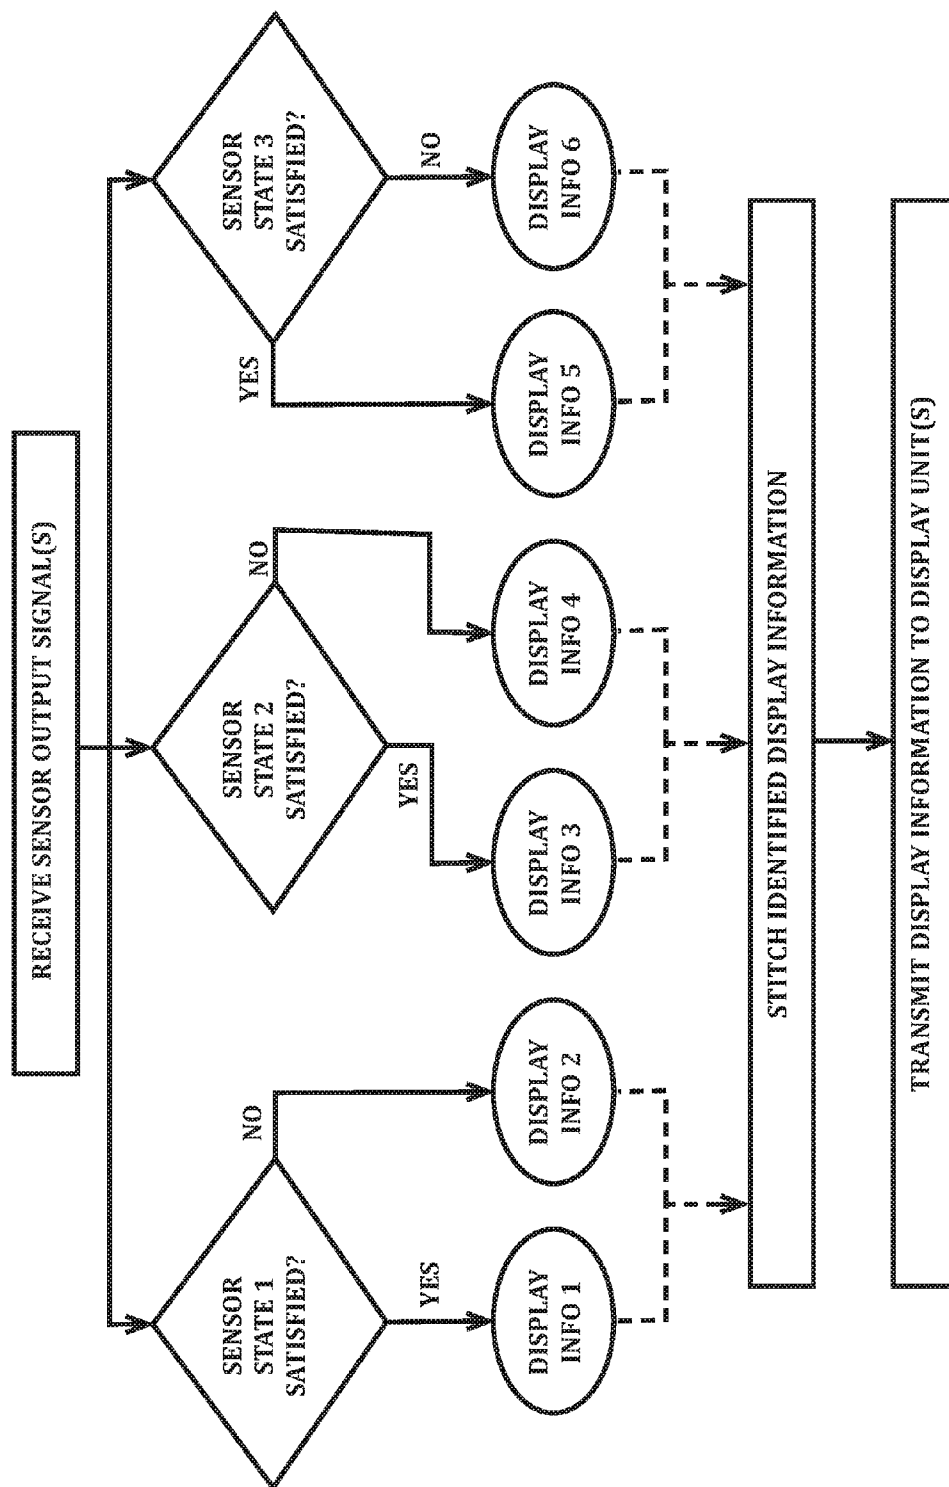 RECEIVE SENSOR OUTPUT SIGNAL(S)
SENSOR
STATE 1
SATISFIED?
SENSOR
STATE 2
SATISFIED?
SENSOR
STATE 3
SATISFIED?
YES
NO
YES
NO
YES
NO
DISPLAY
INFO 1
DISPLAY
INFO 2
DISPLAY
INFO 3
DISPLAY
INFO 4
DISPLAY
INFO 5
DISPLAY
INFO 6
STITCH IDENTIFIED DISPLAY INFORMATION
TRANSMIT DISPLAY INFORMATION TO DISPLAY UNIT(S)